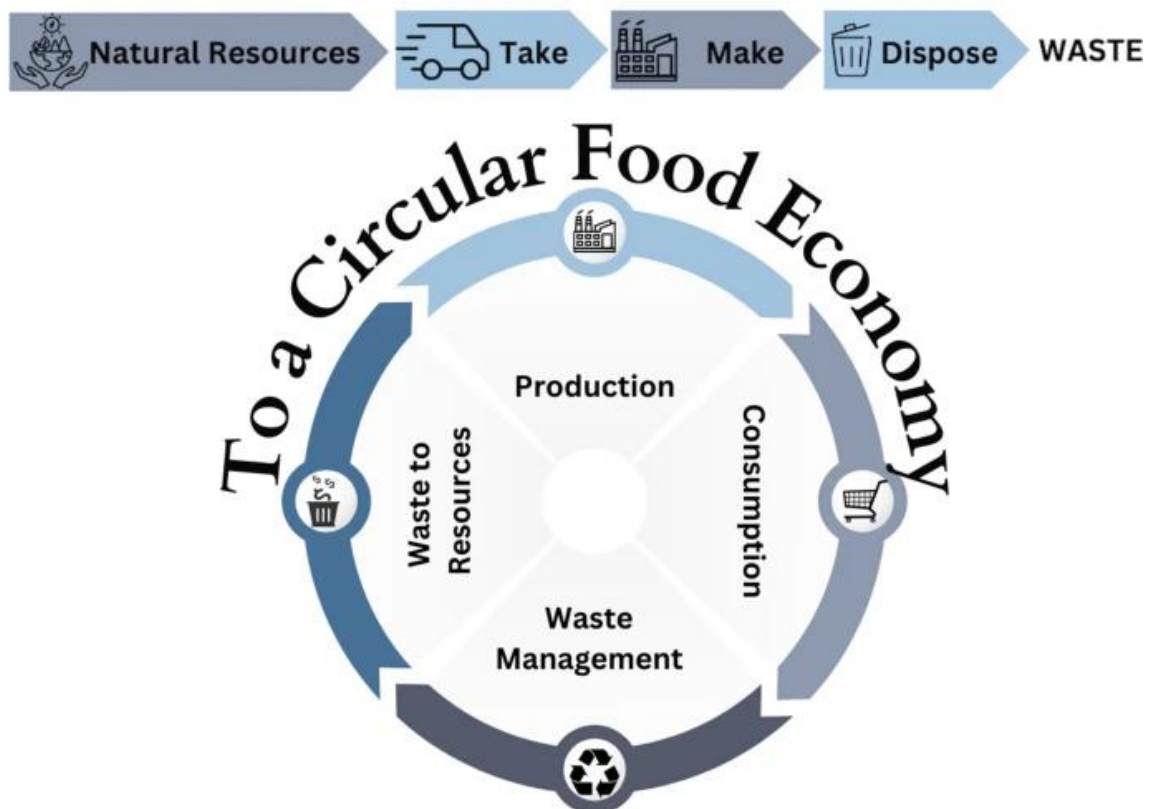 Natural Resources
Take
Make
Dispose
WASTE
To a Circular Food Economy
Production
Consumption
Waste
Management
Waste to
Resources